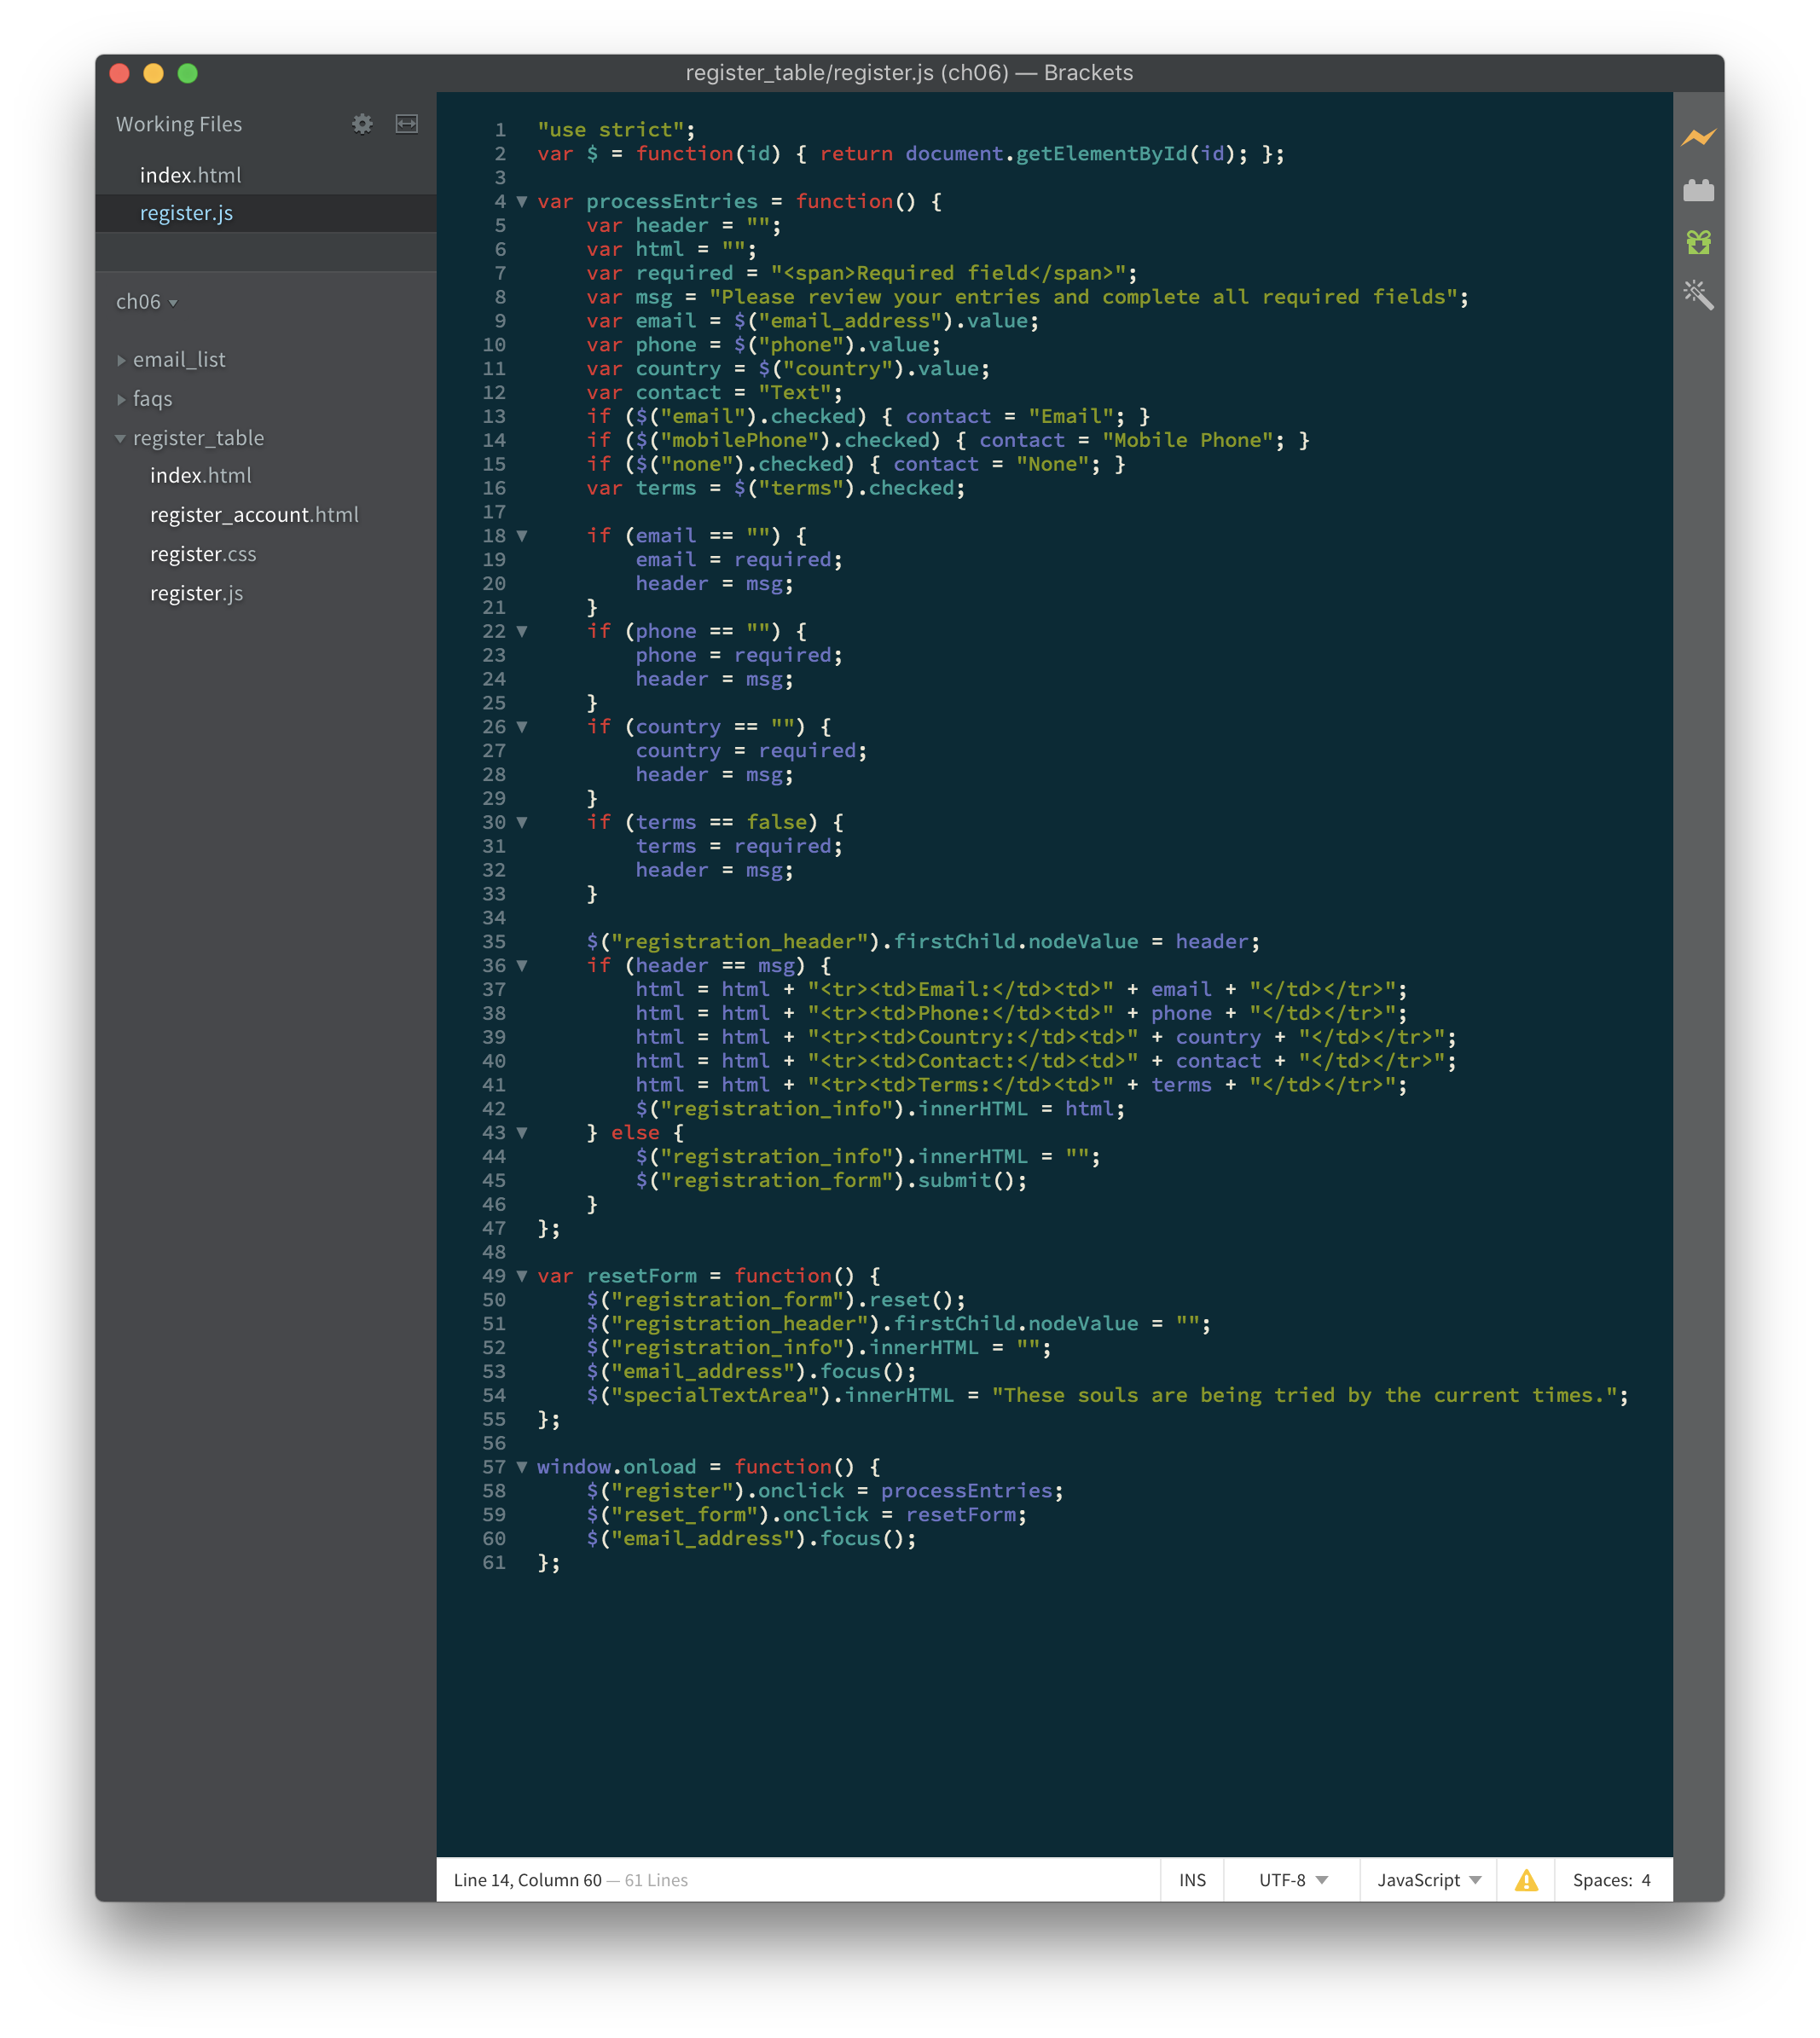 register_table/register.js (ch06) — Brackets
Working Files
index.html
register.js
ch06
email_list
faqs
register_table
index.html
register_account.html
register.css
register.js
1 "use strict";
2 var $ = function(id) { return document.getElementById(id); };
3
4 var processEntries = function() {
5     var header = "";
6     var html = "";
7     var required = "<span>Required field</span>";
8     var msg = "Please review your entries and complete all required fields";
9     var email = $("email_address").value;
10     var phone = $("phone").value;
11     var country = $("country").value;
12     var contact = "Text";
13     if ($("email").checked) { contact = "Email"; }
14     if ($("mobilePhone").checked) { contact = "Mobile Phone"; }
15     if ($("none").checked) { contact = "None"; }
16     var terms = $("terms").checked;
17
18     if (email == "") {
19         email = required;
20         header = msg;
21     }
22     if (phone == "") {
23         phone = required;
24         header = msg;
25     }
26     if (country == "") {
27         country = required;
28         header = msg;
29     }
30     if (terms == false) {
31         terms = required;
32         header = msg;
33     }
34
35     $("registration_header").firstChild.nodeValue = header;
36     if (header == msg) {
37         html = html + "<tr><td>Email:</td><td>" + email + "</td></tr>";
38         html = html + "<tr><td>Phone:</td><td>" + phone + "</td></tr>";
39         html = html + "<tr><td>Country:</td><td>" + country + "</td></tr>";
40         html = html + "<tr><td>Contact:</td><td>" + contact + "</td></tr>";
41         html = html + "<tr><td>Terms:</td><td>" + terms + "</td></tr>";
42         $("registration_info").innerHTML = html;
43     } else {
44         $("registration_info").innerHTML = "";
45         $("registration_form").submit();
46     }
47 };
48
49 var resetForm = function() {
50     $("registration_form").reset();
51     $("registration_header").firstChild.nodeValue = "";
52     $("registration_info").innerHTML = "";
53     $("email_address").focus();
54     $("specialTextArea").innerHTML = "These souls are being tried by the current times.";
55 };
56
57 window.onload = function() {
58     $("register").onclick = processEntries;
59     $("reset_form").onclick = resetForm;
60     $("email_address").focus();
61 };
Line 14, Column 60 — 61 Lines
INS
UTF-8
JavaScript
Spaces: 4